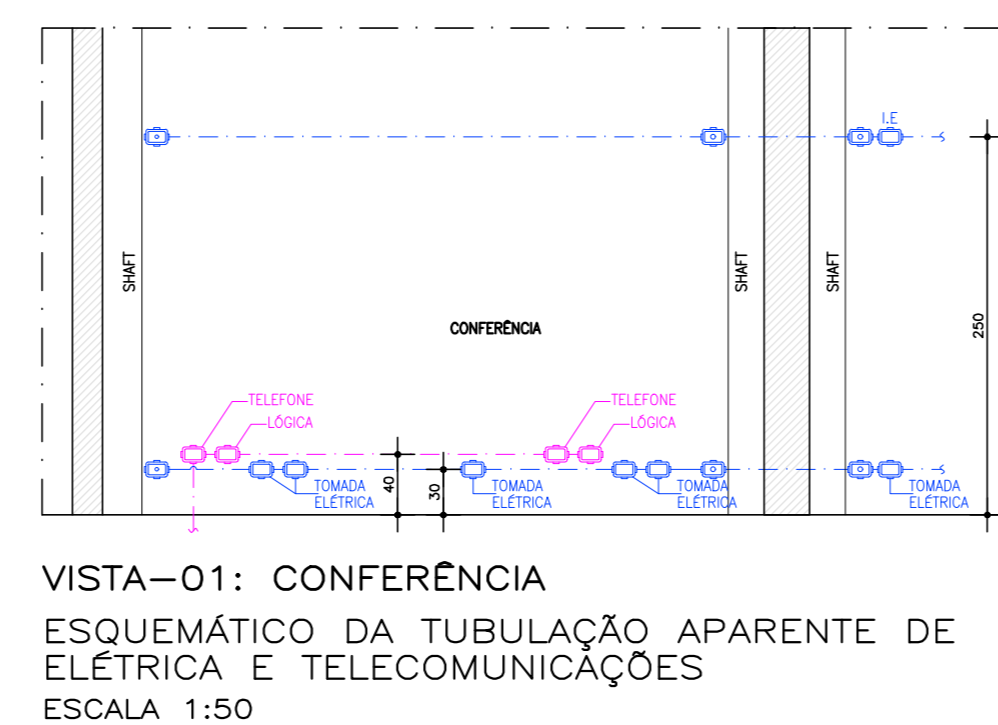 I.E
SHAFT
SHAFT
SHAFT
250
CONFERÊNCIA
TELEFONE
LÓGICA
TELEFONE
LÓGICA
40
30
TOMADA
ELÉTRICA
TOMADA
ELÉTRICA
TOMADA
ELÉTRICA
TOMADA
ELÉTRICA
VISTA-01: CONFERÊNCIA
ESQUEMÁTICO DA TUBULAÇÃO APARENTE DE
ELÉTRICA E TELECOMUNICAÇÕES
ESCALA 1:50